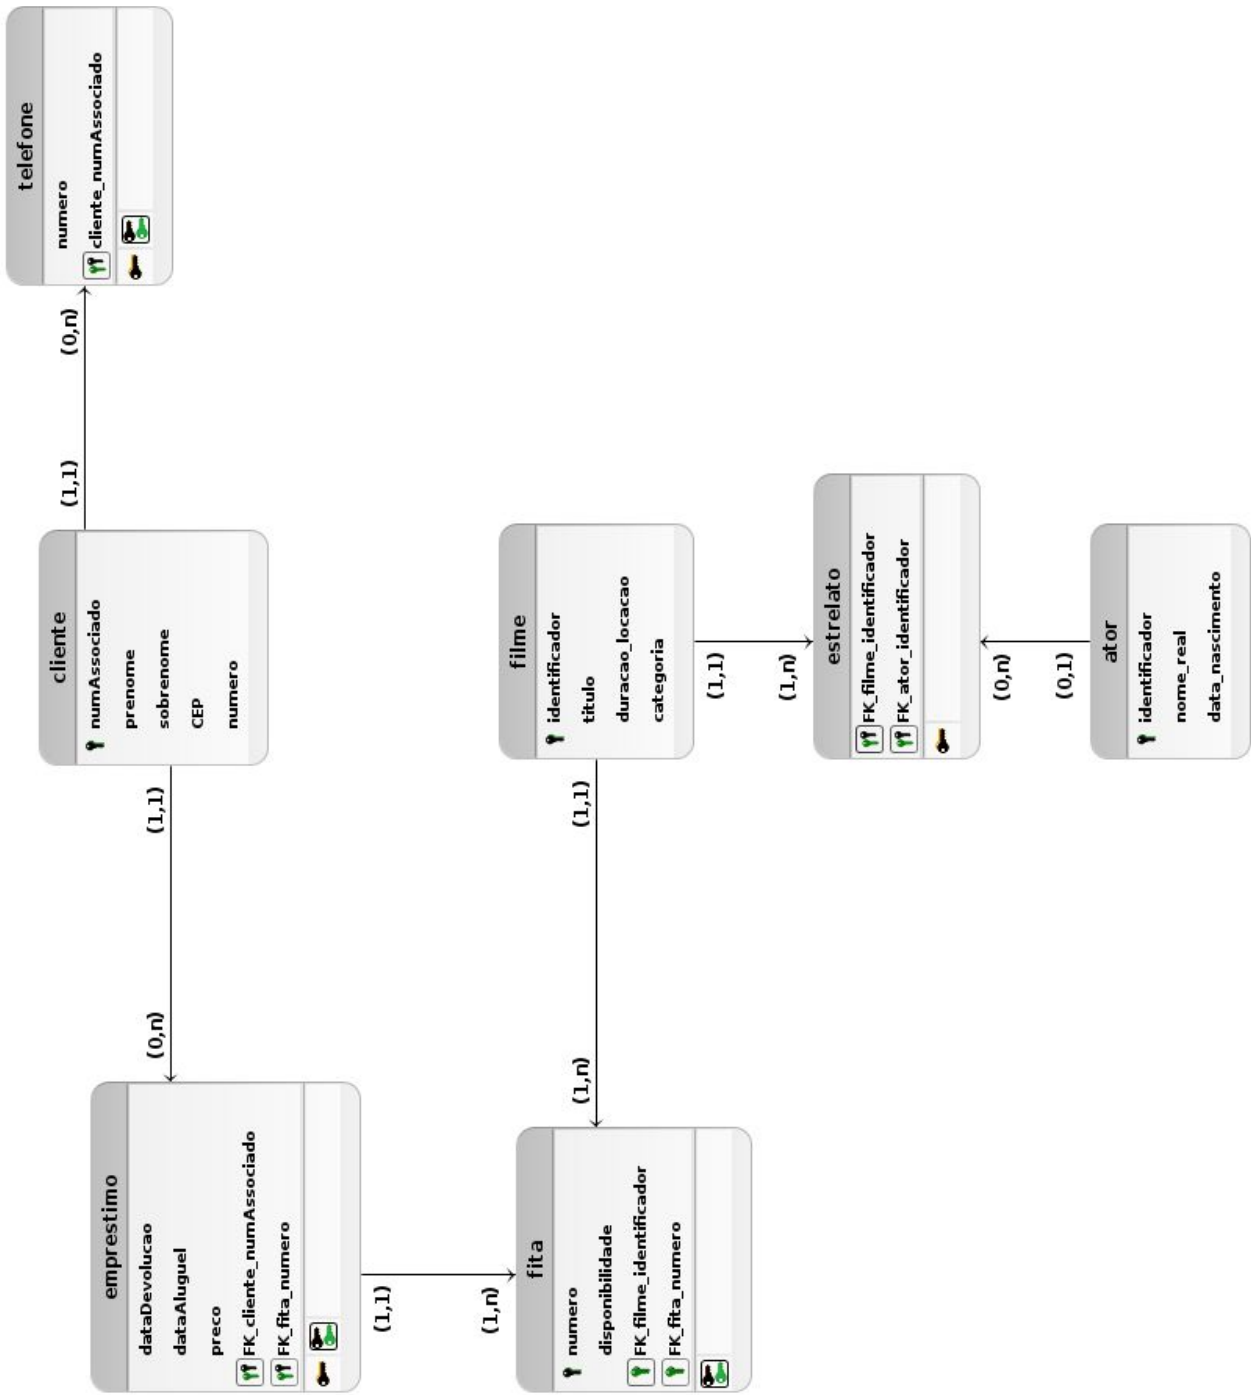 telefone
numero
cliente_numAssociado
(0,n)
(1,1)
cliente
numAssociado
prenome
sobrenome
CEP
numero
(1,1)
(0,n)
emprestimo
dataDevolucao
dataAluguel
preco
FK_cliente_numAssociado
FK_fita_numero
(1,1)
(1,n)
fita
numero
disponibilidade
FK_filme_identificador
FK_fita_numero
(1,n)
(1,1)
filme
identificador
titulo
duracao_locacao
categoria
(1,1)
(1,n)
estrelato
FK_filme_identificador
FK_ator_identificador
(0,n)
(0,1)
ator
identificador
nome_real
data_nascimento